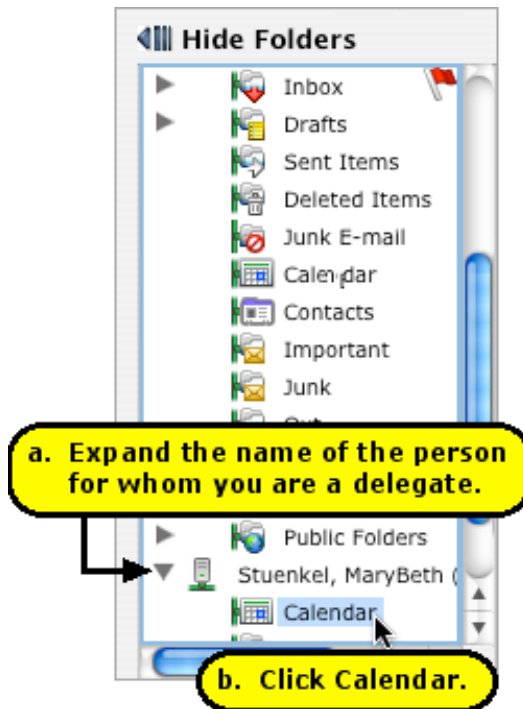 Hide Folders
Inbox
Drafts
Sent Items
Deleted Items
Junk E-mail
Calendar
Contacts
Important
Junk
a. Expand the name of the person
for whom you are a delegate.
Public Folders
Stuenkel, MaryBeth (
Calendar
b. Click Calendar.